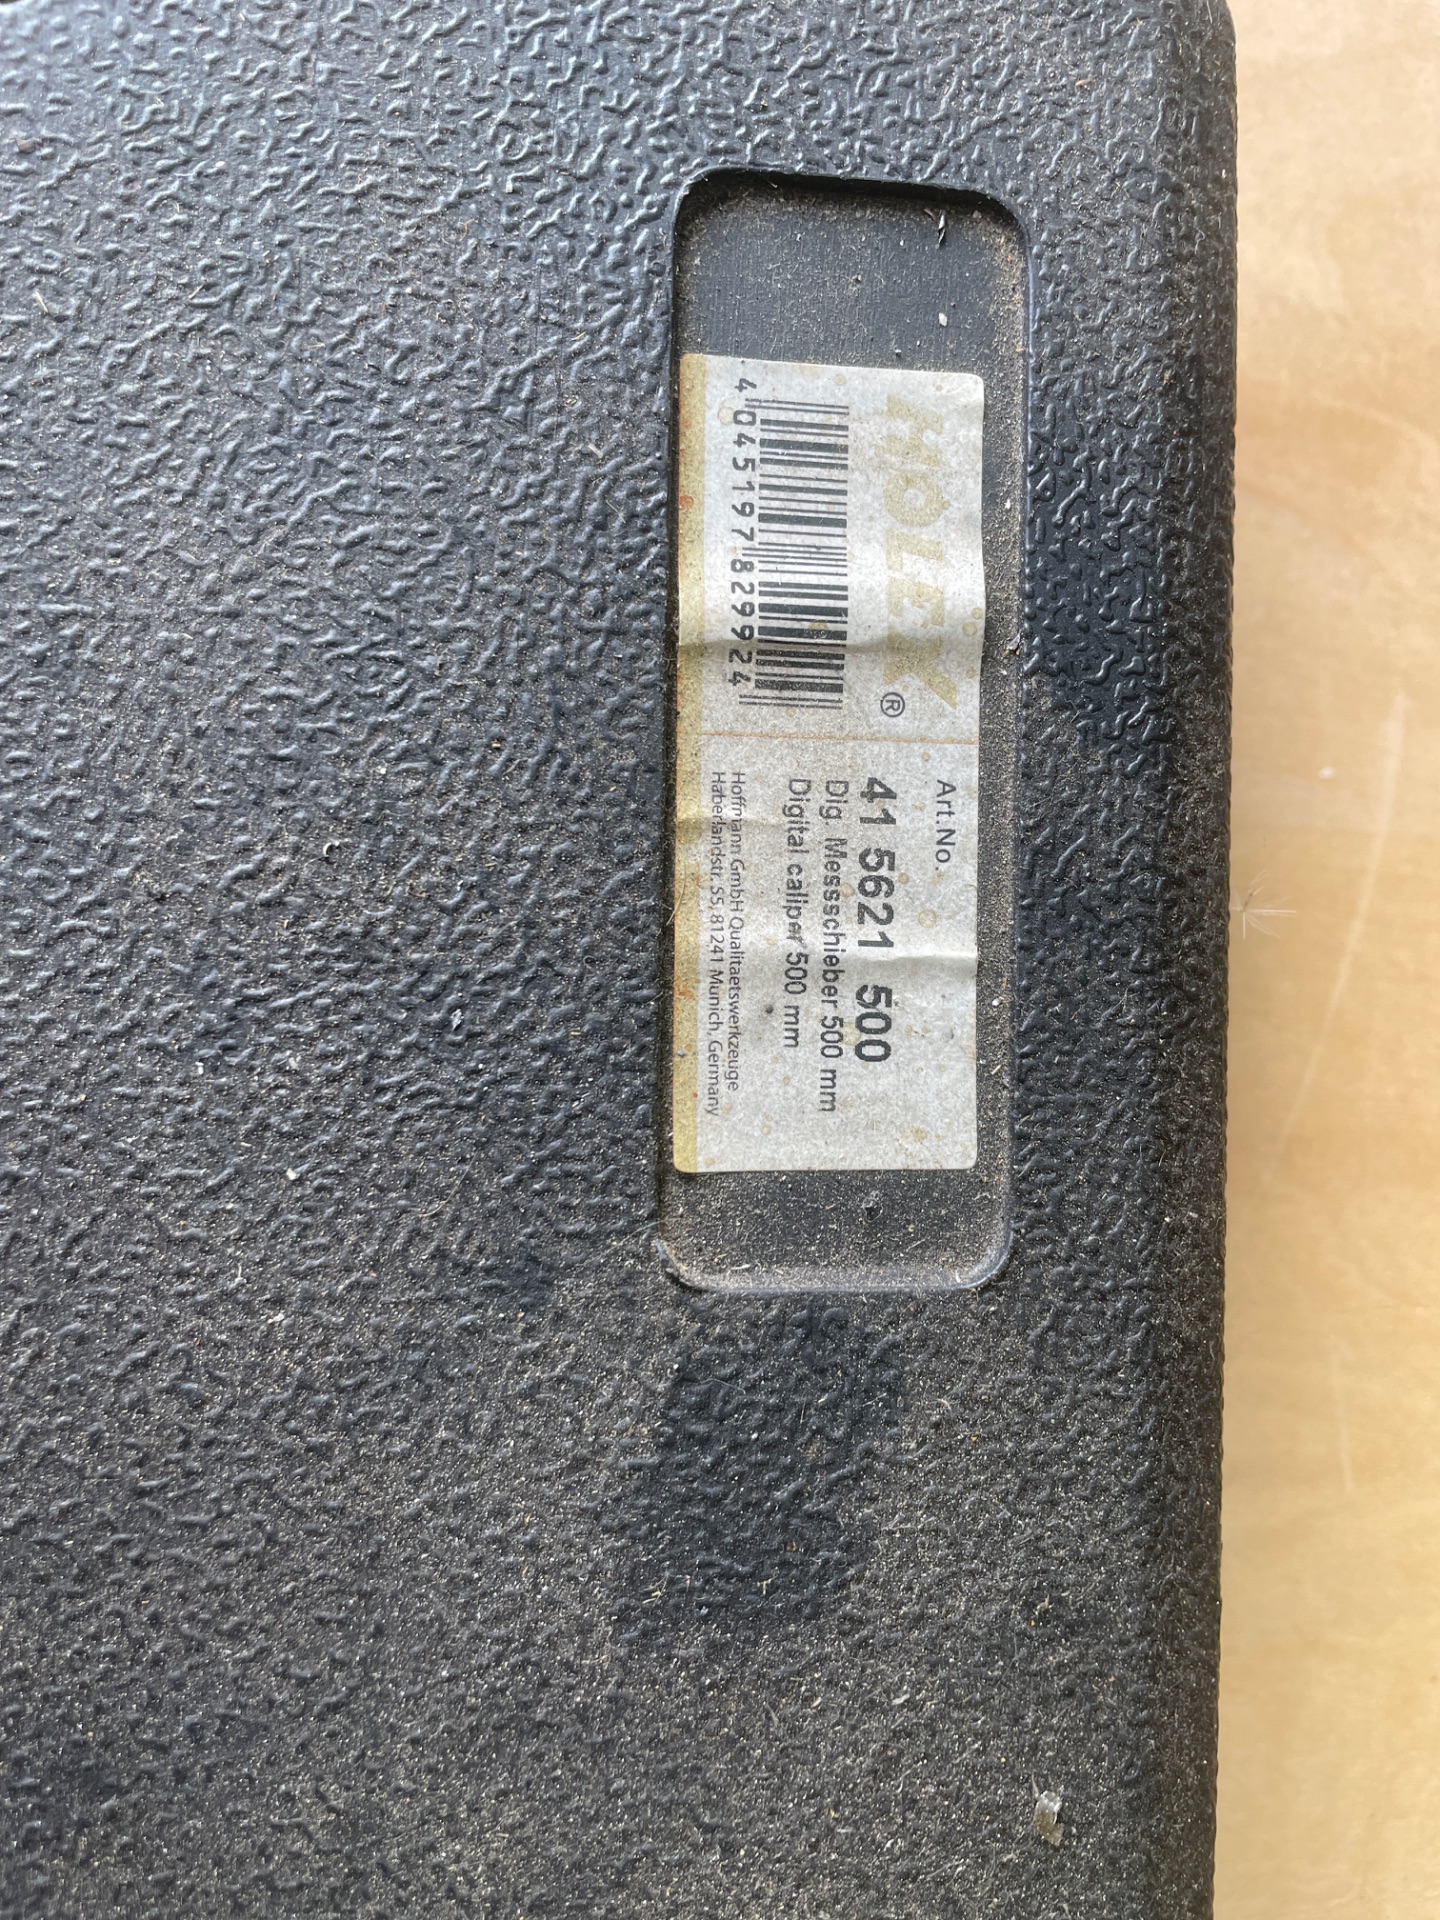 HOLEX®
4 045197 829924
Art.No.
41 5621 500
Dig. Messschieber 500 mm
Digital caliper 500 mm
Hoffmann GmbH Qualitaetswerkzeuge
Haberlandstr. 55, 81241 Munich, Germany